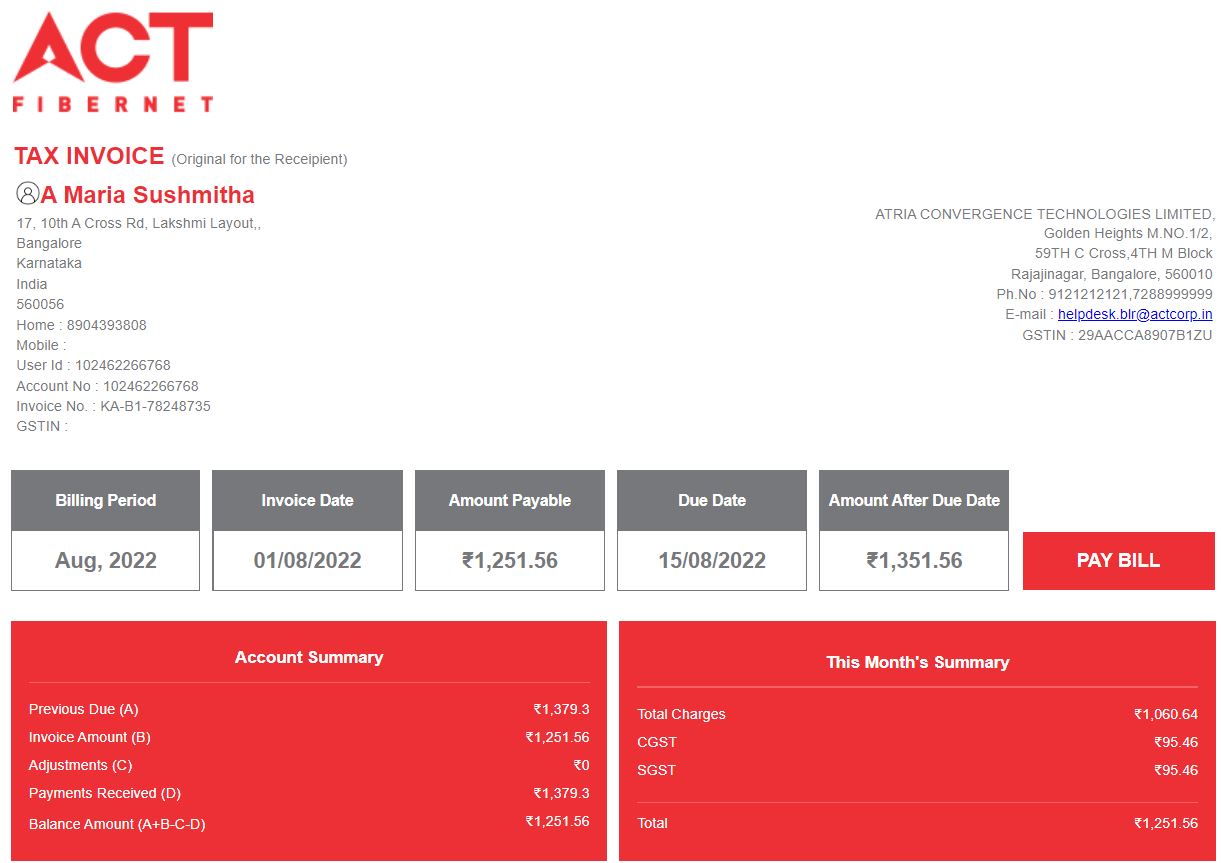 ACT
FIBERNET
TAX INVOICE (Original for the Receipient)
A Maria Sushmitha
17, 10th A Cross Rd, Lakshmi Layout,,
Bangalore
Karnataka
India
560056
Home : 8904393808
Mobile :
User Id : 102462266768
Account No : 102462266768
Invoice No. : KA-B1-78248735
GSTIN :
ATRIA CONVERGENCE TECHNOLOGIES LIMITED,
Golden Heights M.NO.1/2,
59TH C Cross,4TH M Block
Rajajinagar, Bangalore, 560010
Ph.No : 9121212121,7288999999
E-mail : helpdesk.blr@actcorp.in
GSTIN : 29AACCA8907B1ZU
Billing Period Invoice Date Amount Payable Due Date Amount After Due Date
Aug, 2022 01/08/2022 ₹1,251.56 15/08/2022 ₹1,351.56 PAY BILL
Account Summary
Previous Due (A) ₹1,379.3
Invoice Amount (B) ₹1,251.56
Adjustments (C) ₹0
Payments Received (D) ₹1,379.3
Balance Amount (A+B-C-D) ₹1,251.56
This Month's Summary
Total Charges ₹1,060.64
CGST ₹95.46
SGST ₹95.46
Total ₹1,251.56